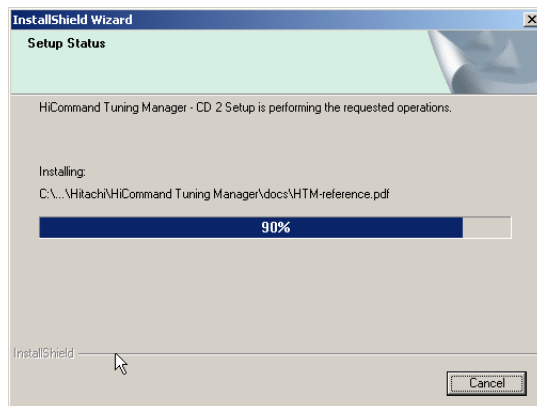 InstallShield Wizard
Setup Status
HiCommand Tuning Manager - CD 2 Setup is performing the requested operations.
Installing:
C:\...\Hitachi\HiCommand Tuning Manager\docs\HTM-reference.pdf
90%
InstallShield
Cancel